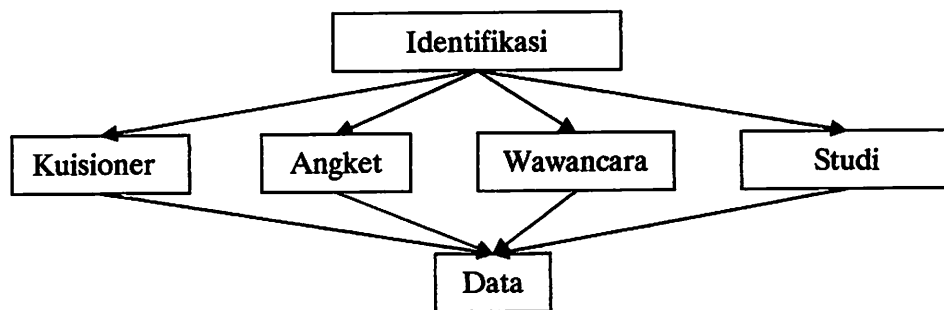 Identifikasi
Kuisioner
Angket
Wawancara
Studi
Data